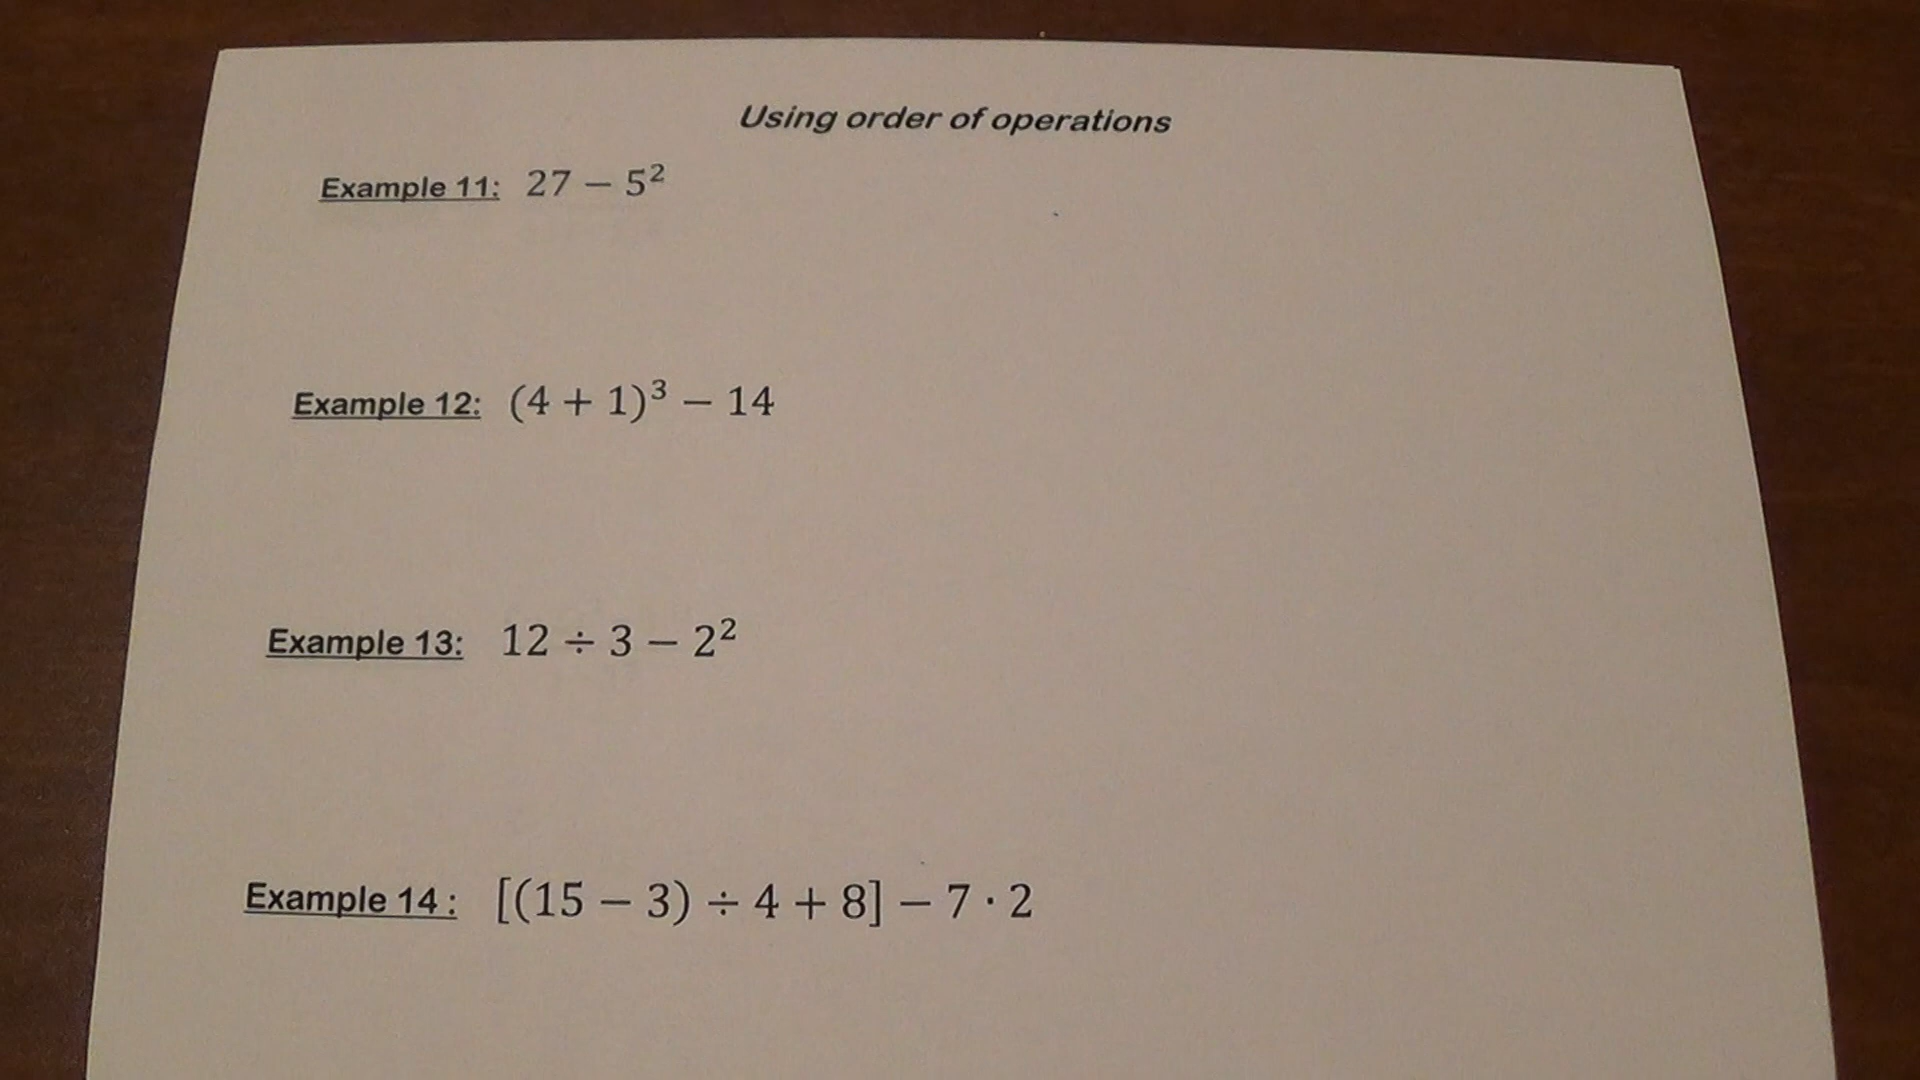 Using order of operations
Example 11: 27 − 5²
Example 12: (4 + 1)³ − 14
Example 13: 12 ÷ 3 − 2²
Example 14 : [(15 − 3) ÷ 4 + 8] − 7 · 2